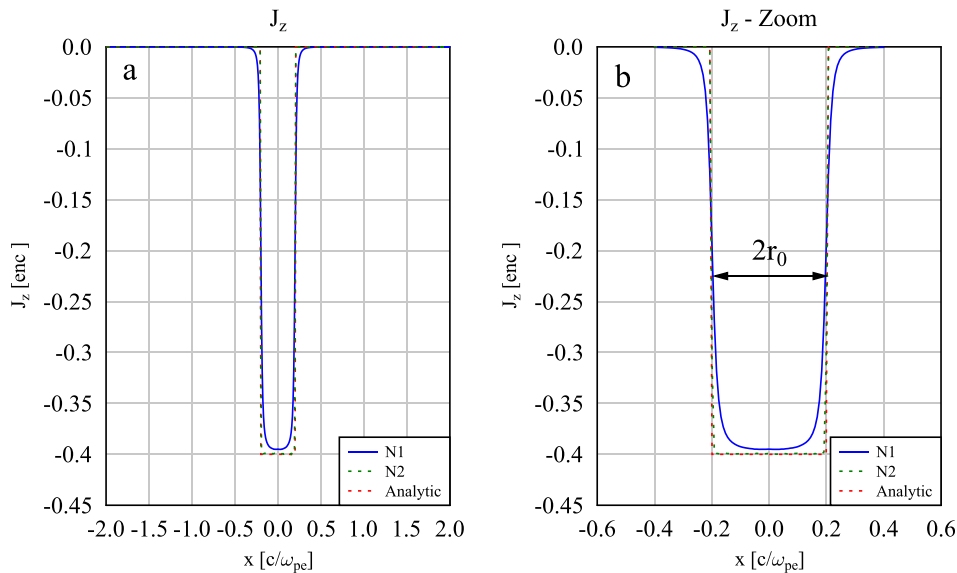 J_z
0.0
-0.05
-0.1
-0.15
-0.2
-0.25
-0.3
-0.35
-0.4
-0.45
J_z [enc]
a
N1
N2
Analytic
-2.0 -1.5 -1.0 -0.5 0.0 0.5 1.0 1.5 2.0
x [c/ω_pe]
J_z - Zoom
0.0
-0.05
-0.1
-0.15
-0.2
-0.25
-0.3
-0.35
-0.4
-0.45
J_z [enc]
b
2r_0
N1
N2
Analytic
-0.6 -0.4 -0.2 0.0 0.2 0.4 0.6
x [c/ω_pe]